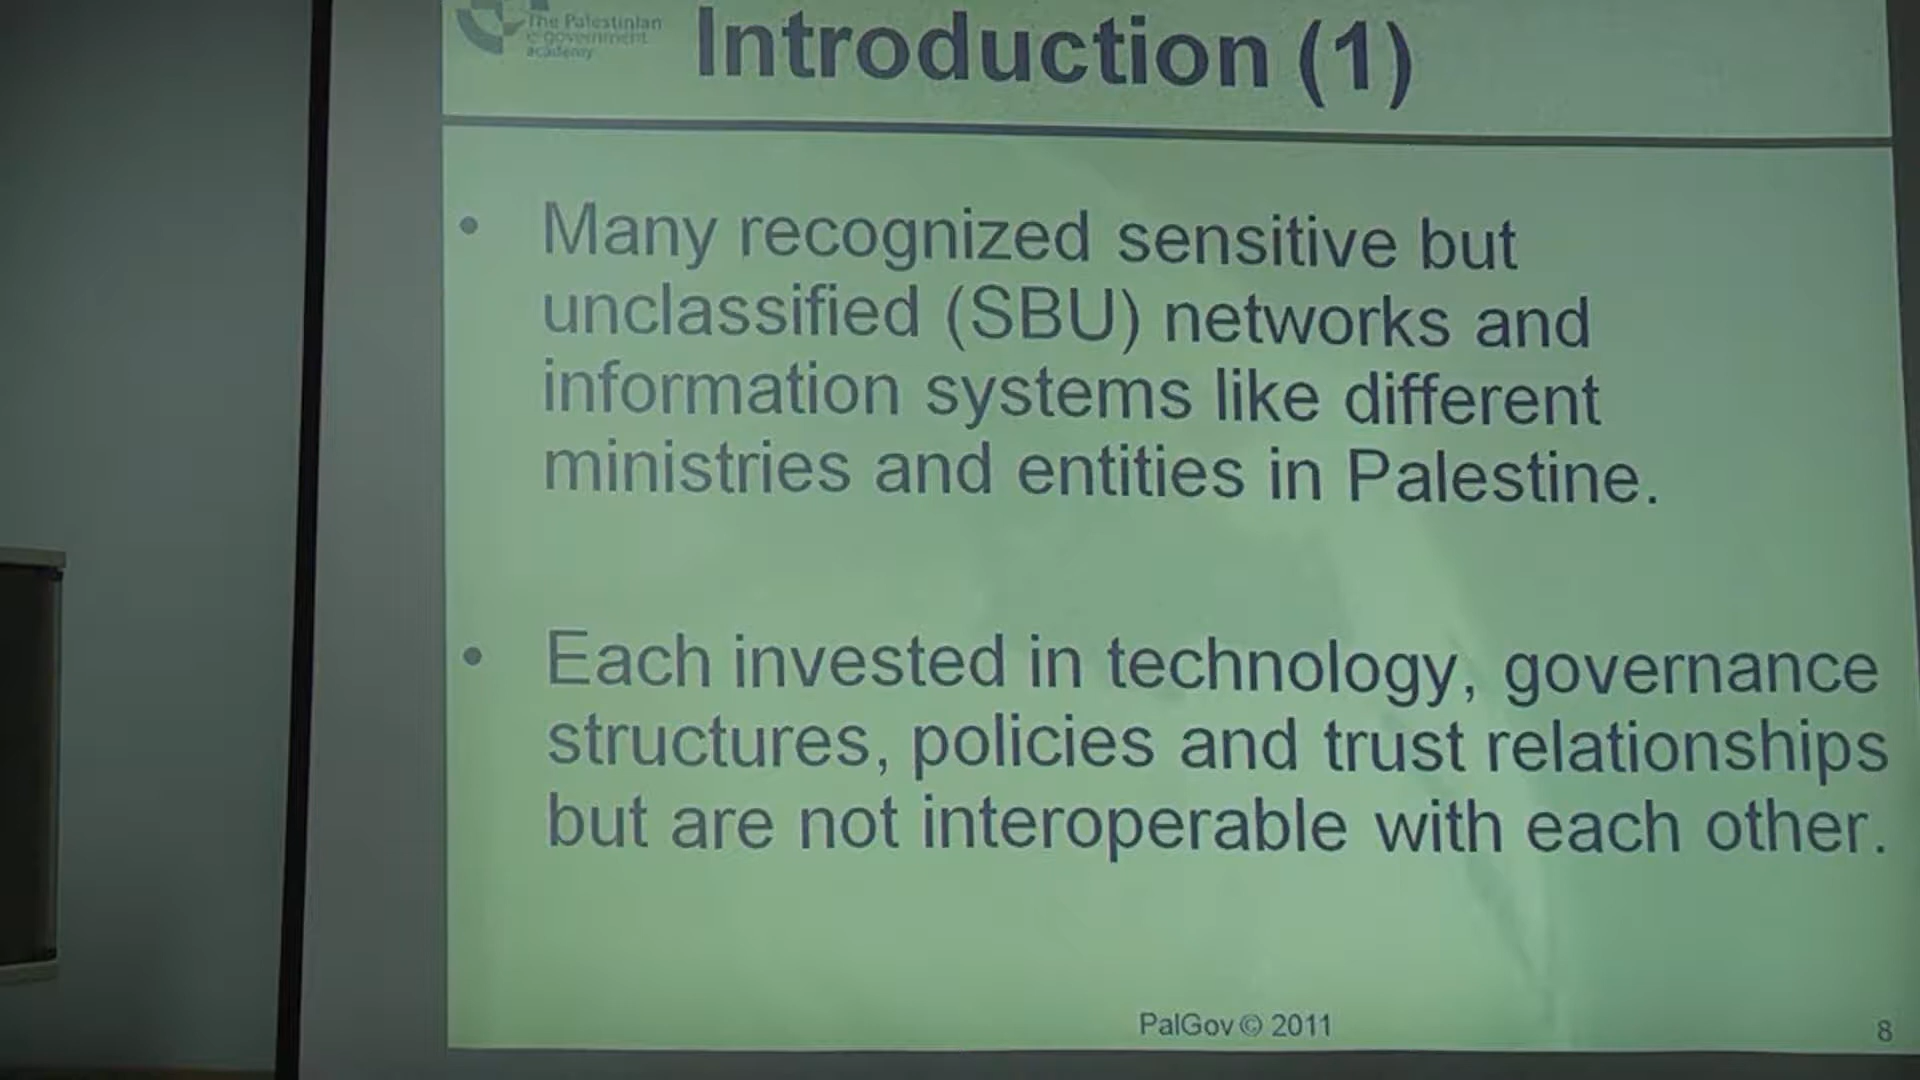 The Palestinian
e-government
academy
Introduction (1)
• Many recognized sensitive but
unclassified (SBU) networks and
information systems like different
ministries and entities in Palestine.
• Each invested in technology, governance
structures, policies and trust relationships
but are not interoperable with each other.
PalGov © 2011
8